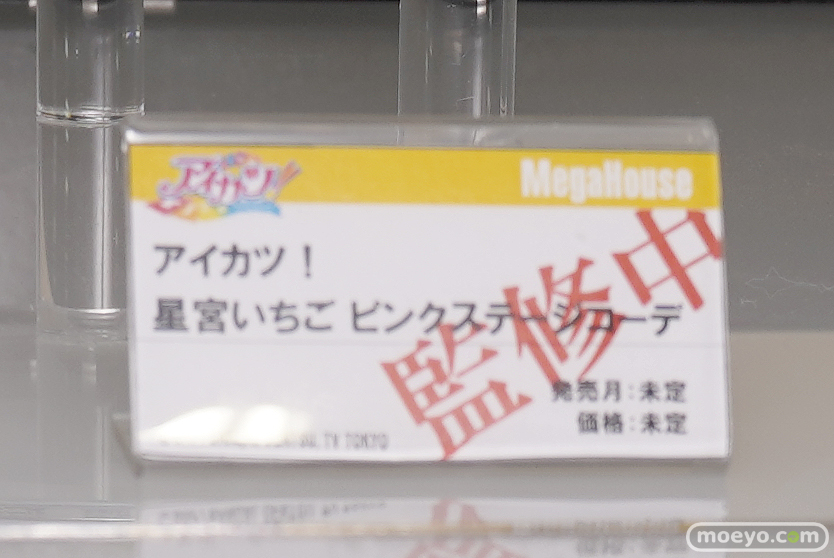 アイカツ!
MegaHouse
アイカツ!
星宮いちご ピンクステージコーデ
監修中
発売月:未定
価格:未定
TV TOKYO
moeyo.com